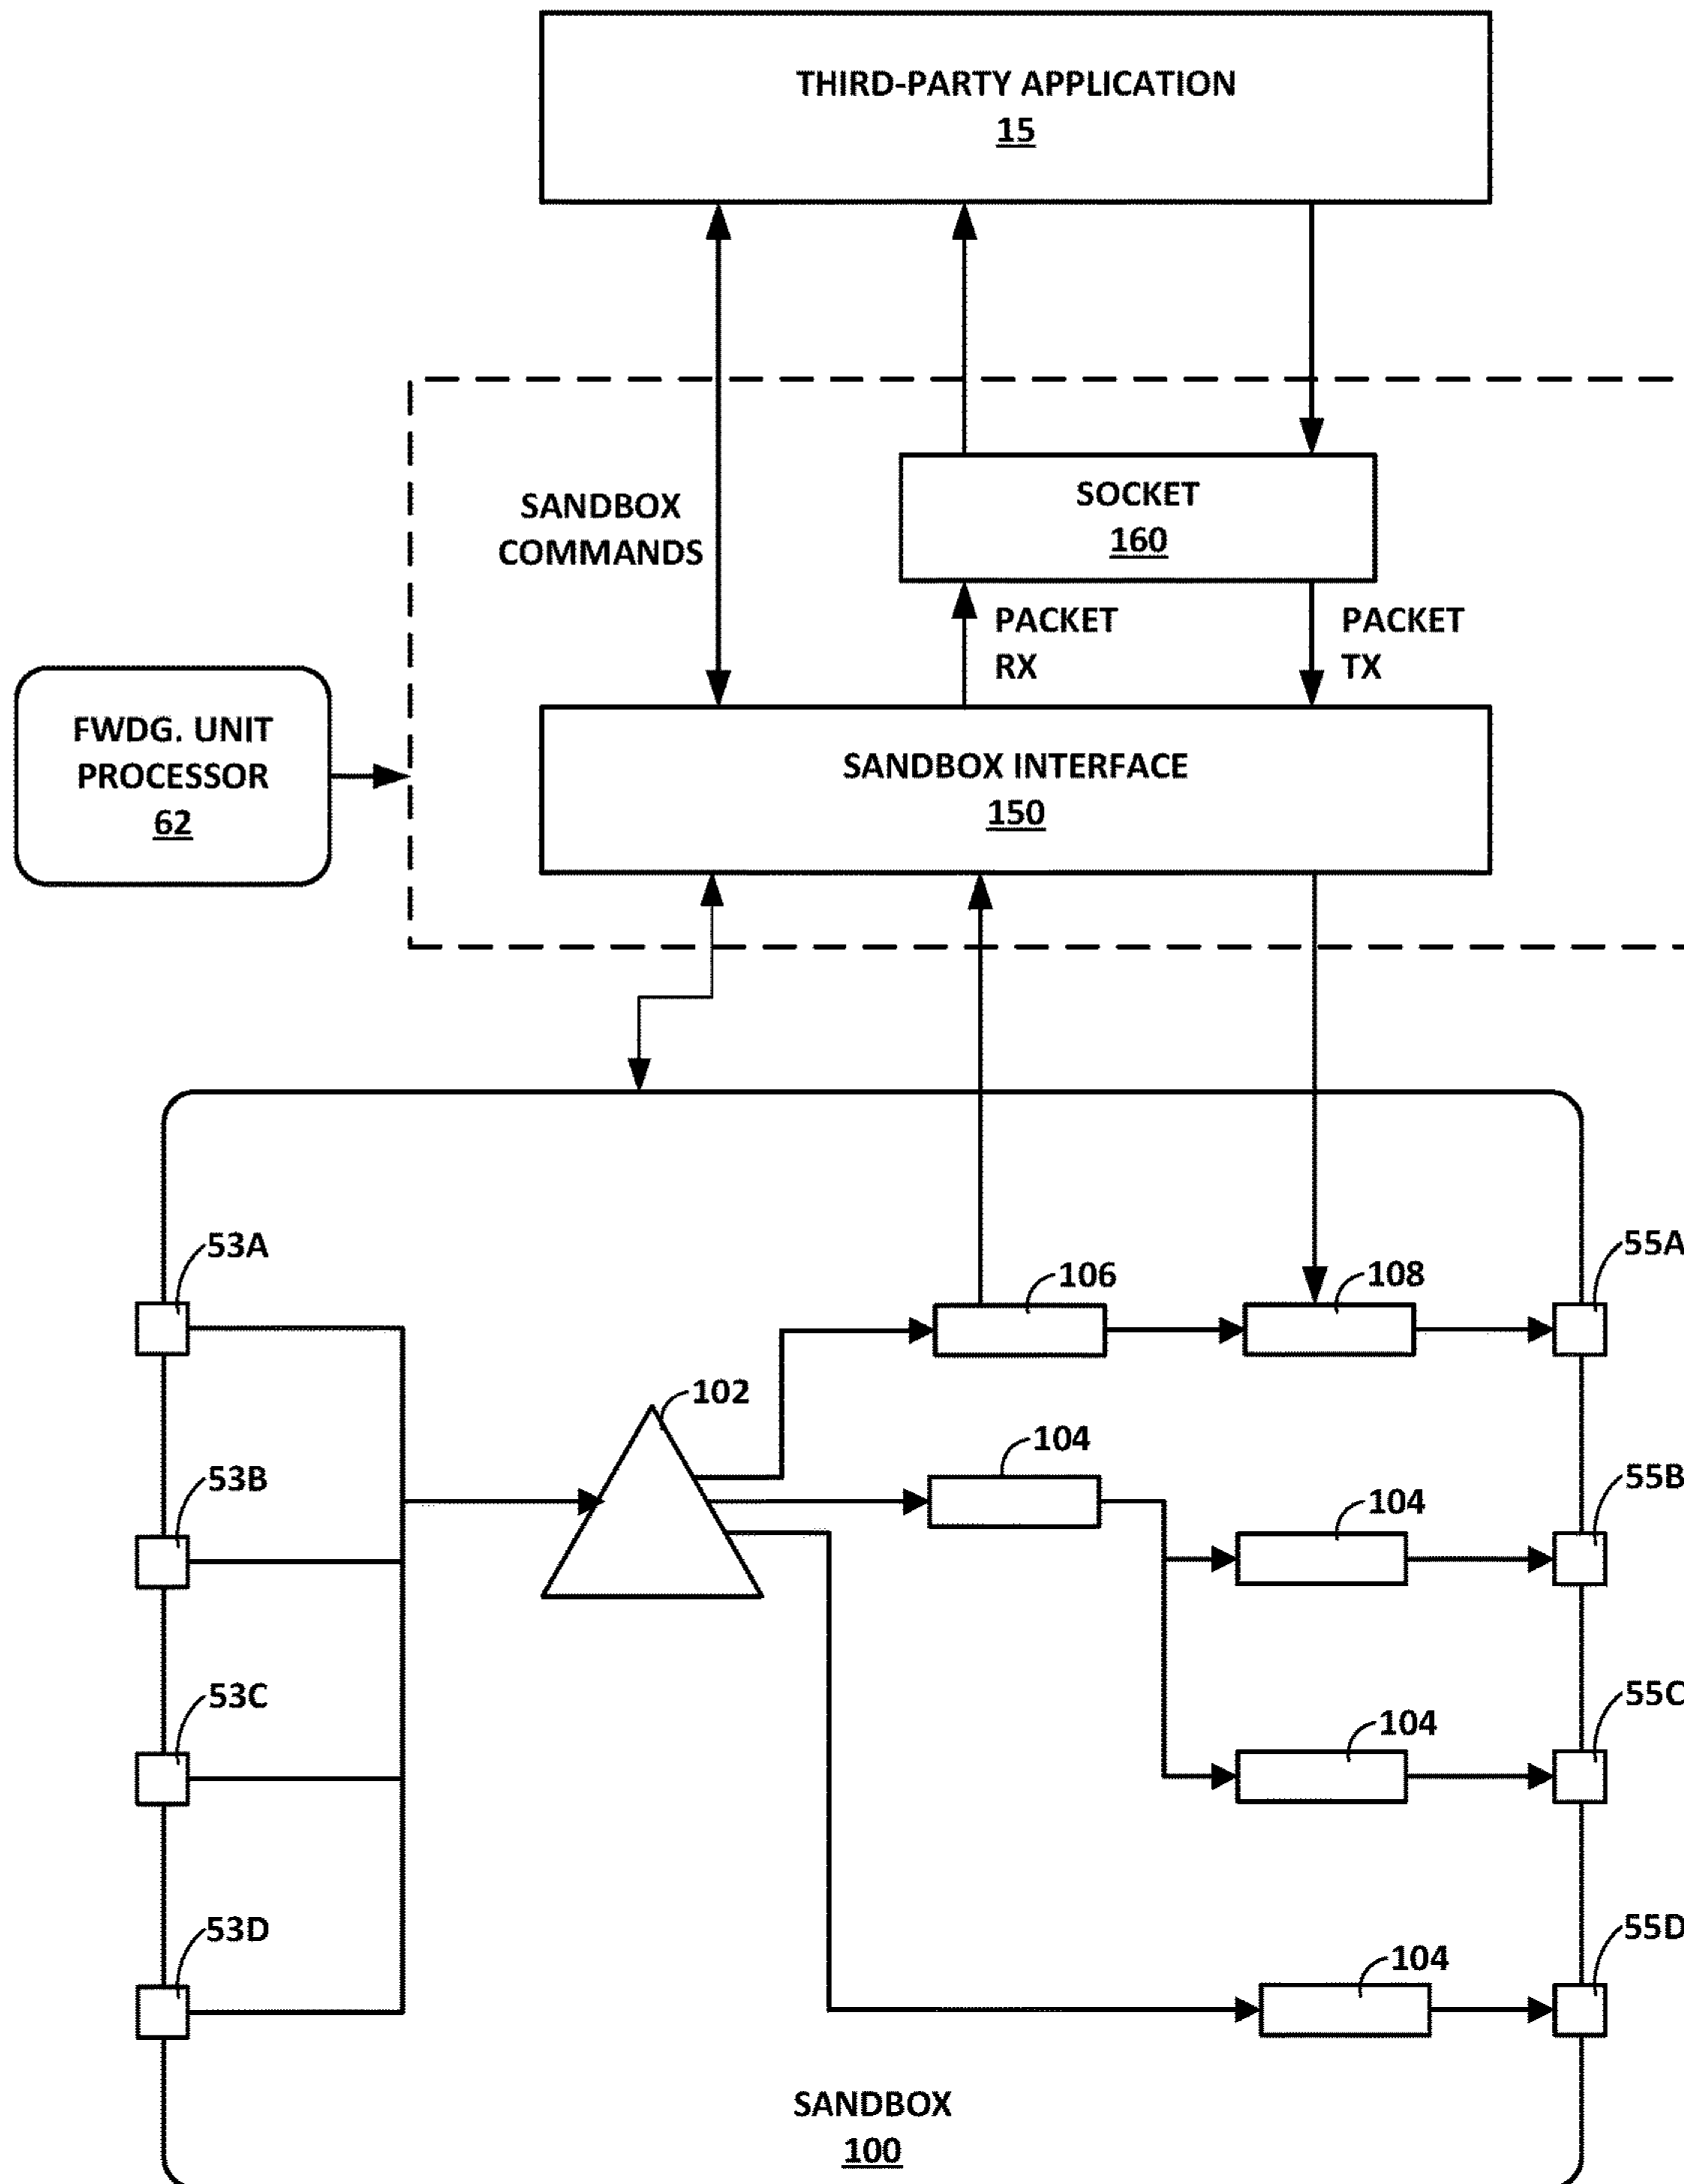 THIRD-PARTY APPLICATION
15
SANDBOX
COMMANDS
SOCKET
160
PACKET
RX
PACKET
TX
FWDG. UNIT
PROCESSOR
62
SANDBOX INTERFACE
150
53A
106
108
55A
102
104
53B
104
55B
53C
104
55C
53D
104
55D
SANDBOX
100